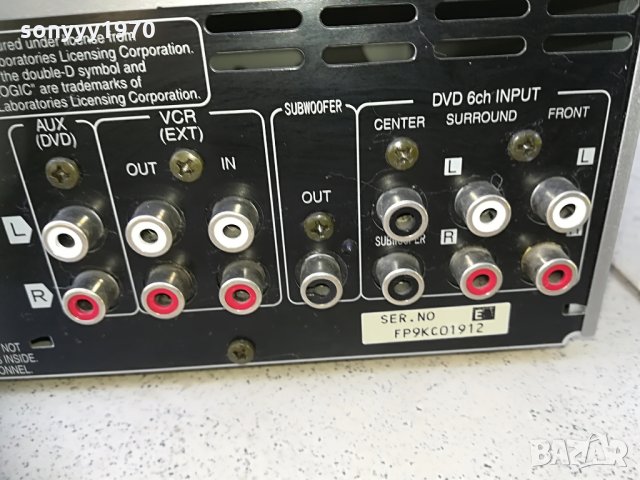 sonyyy1970
ured under license from
boratories Licensing Corporation.
the double-D symbol and
OGIC" are trademarks of
Laboratories Licensing Corporation.
AUX
(DVD)
VCR
(EXT)
OUT
IN
SUBWOOFER
OUT
DVD 6ch INPUT
CENTER
SURROUND
FRONT
L
L
L
SUBWOOFER
R
R
R
SER.NO E
FP9KC01912
NOT
S INSIDE.
ONNEL.
BAZAR